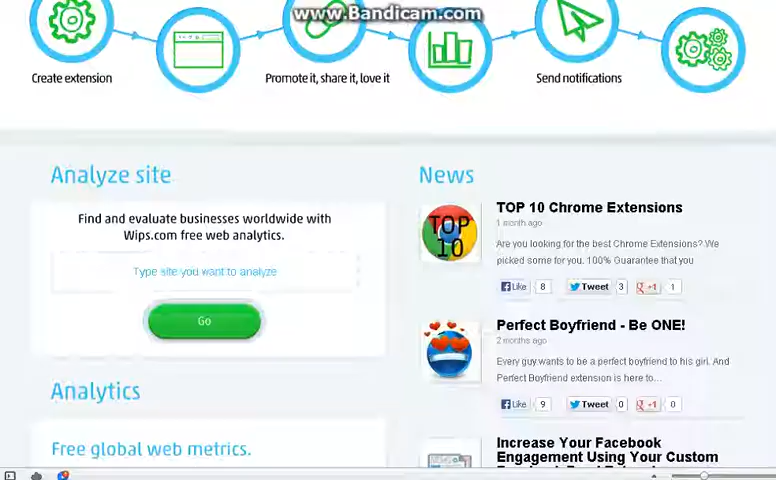 www.Bandicam.com
Create extension
Promote it, share it, love it
Send notifications
Analyze site
Find and evaluate businesses worldwide with
Wips.com free web analytics.
Type site you want to analyze
Go
Analytics
Free global web metrics.
News
TOP 10
TOP 10 Chrome Extensions
1 month ago
Are you looking for the best Chrome Extensions? We
picked some for you. 100% Guarantee that you
Like 8 Tweet 3 +1 1
Perfect Boyfriend - Be ONE!
2 months ago
Every guy wants to be a perfect boyfriend to his girl. And
Perfect Boyfriend extension is here to...
Like 9 Tweet 0 +1 0
Increase Your Facebook
Engagement Using Your Custom